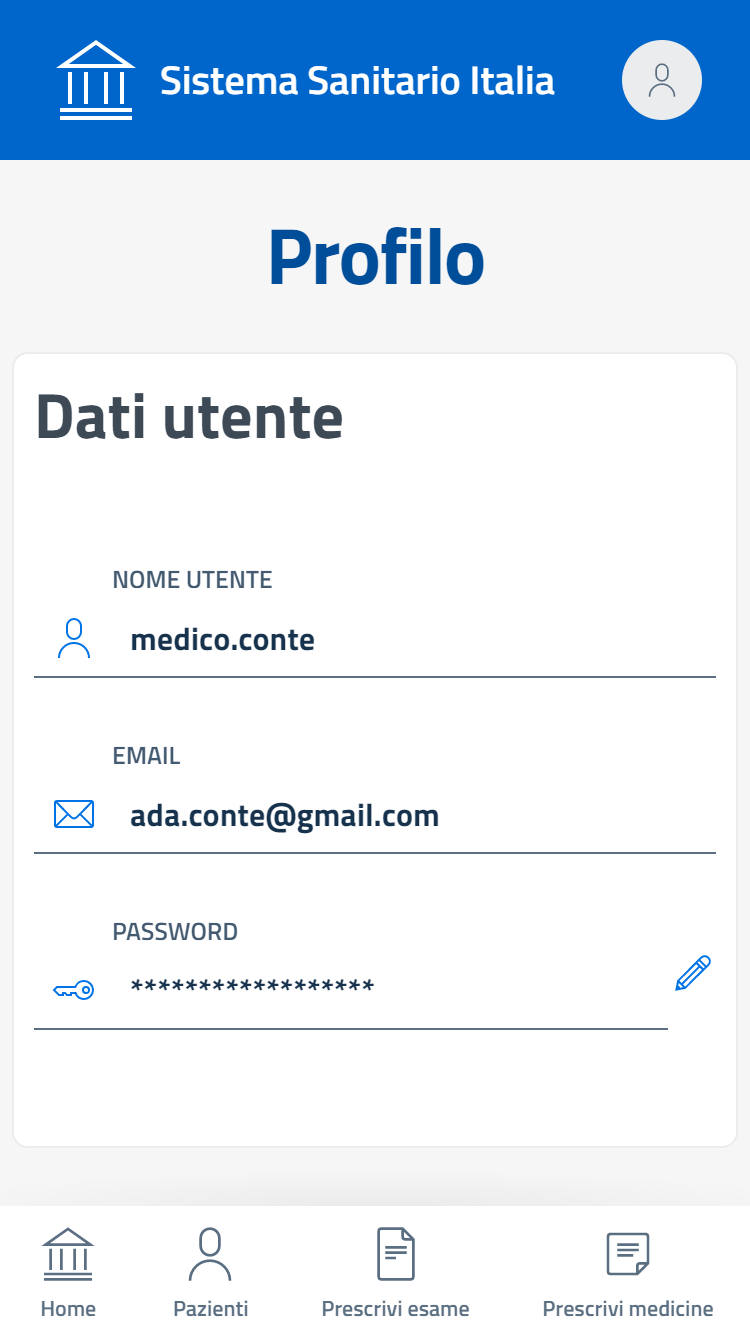 Sistema Sanitario Italia
Profilo
Dati utente
NOME UTENTE
medico.conte
EMAIL
ada.conte@gmail.com
PASSWORD
******************
Home Pazienti Prescrivi esame Prescrivi medicine